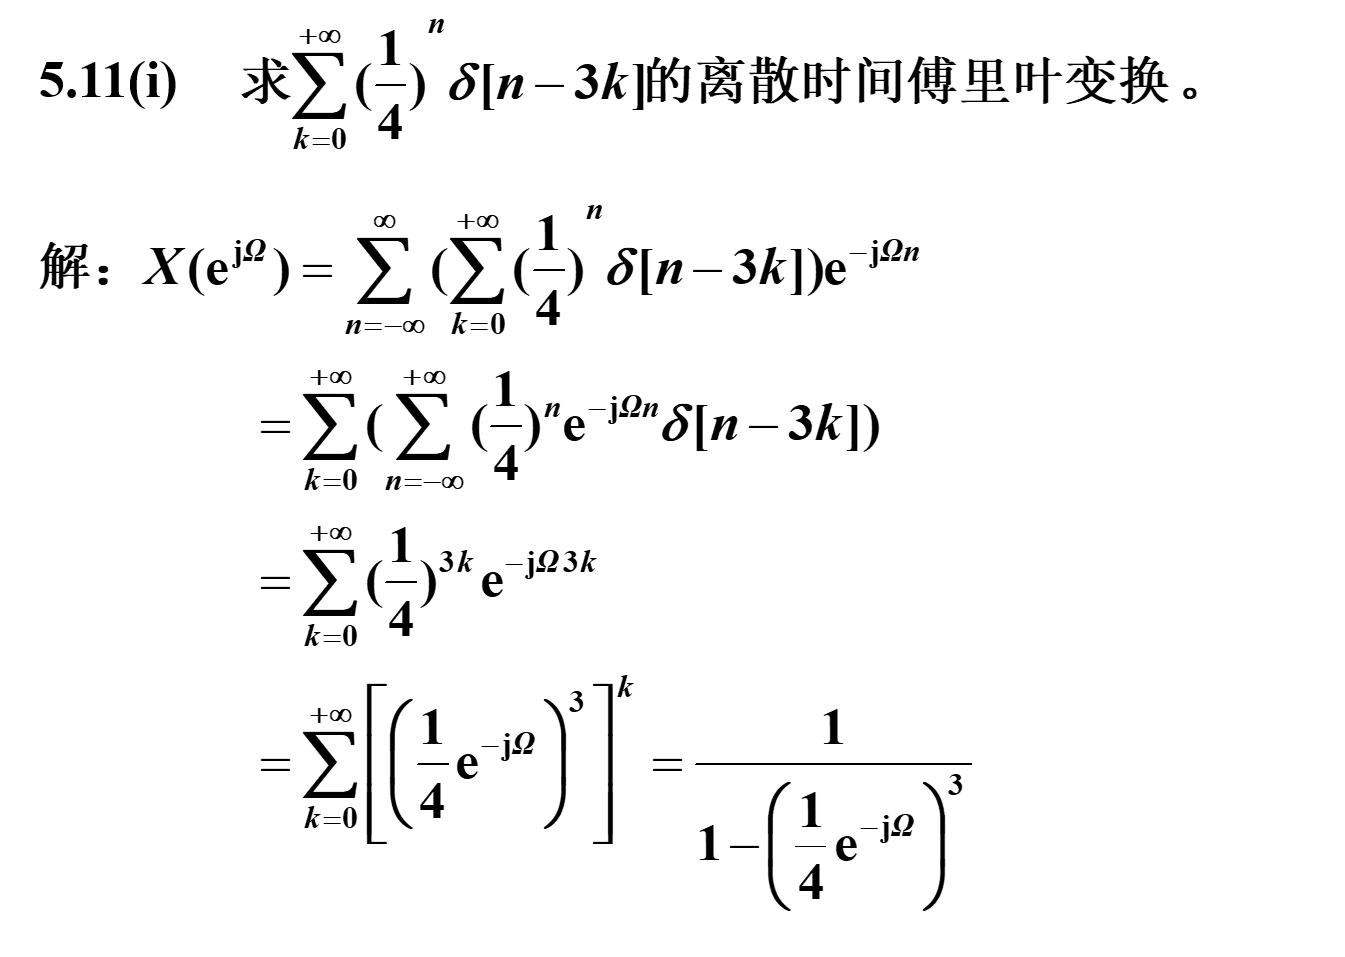 5.11(i) 求$\sum_{k=0}^{+\infty}(\frac{1}{4})^{n}\delta[n-3k]$的离散时间傅里叶变换。
解：$X(e^{j\Omega})=\sum_{n=-\infty}^{\infty}(\sum_{k=0}^{+\infty}(\frac{1}{4})^{n}\delta[n-3k])e^{-j\Omega n}$
$=\sum_{k=0}^{+\infty}(\sum_{n=-\infty}^{+\infty}(\frac{1}{4})^{n}e^{-j\Omega n}\delta[n-3k])$
$=\sum_{k=0}^{+\infty}(\frac{1}{4})^{3k}e^{-j\Omega 3k}$
$=\sum_{k=0}^{+\infty}\left[\left(\frac{1}{4}e^{-j\Omega}\right)^{3}\right]^{k}=\frac{1}{1-\left(\frac{1}{4}e^{-j\Omega}\right)^{3}}$